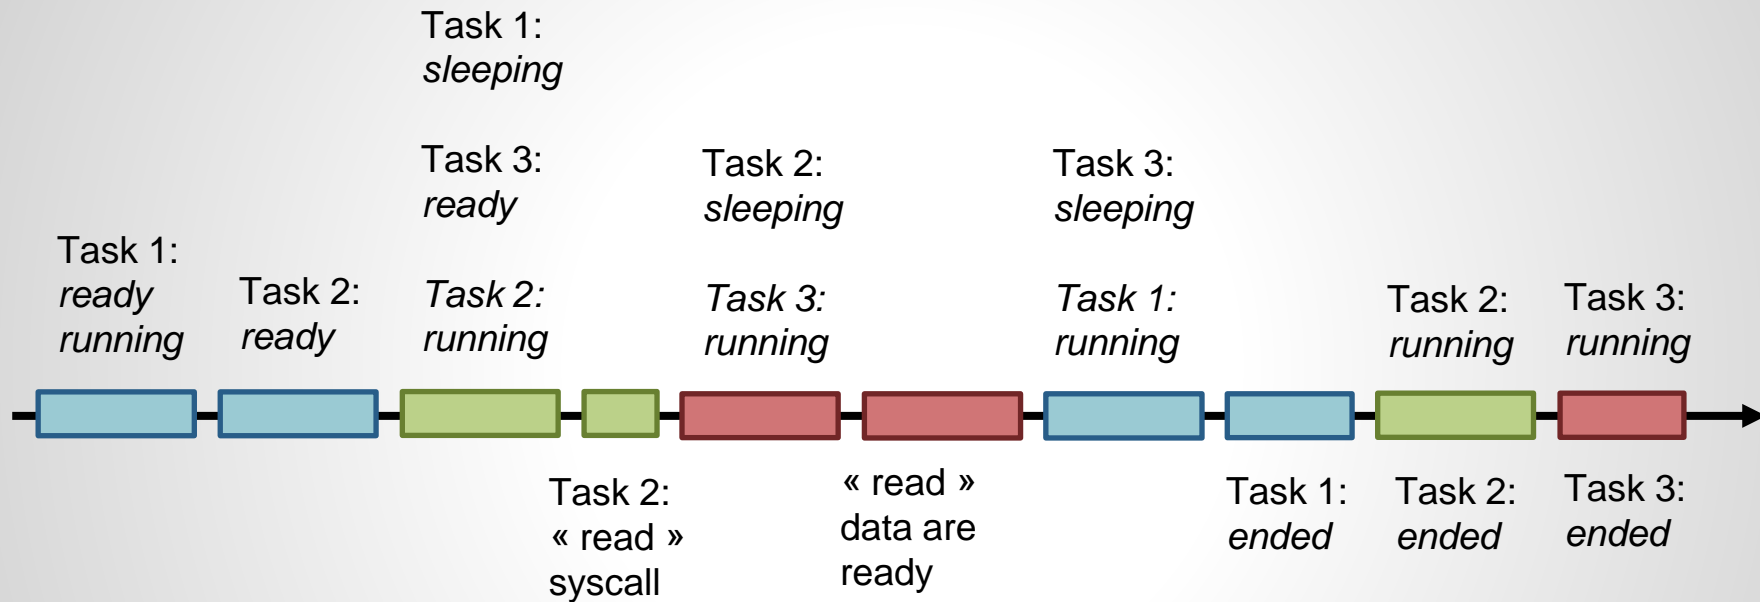 Task 1:
sleeping
Task 3:
ready
Task 2:
sleeping
Task 3:
sleeping
Task 1:
ready
running
Task 2:
ready
Task 2:
running
Task 3:
running
Task 1:
running
Task 2:
running
Task 3:
running
Task 2:
« read »
syscall
« read »
data are
ready
Task 1:
ended
Task 2:
ended
Task 3:
ended